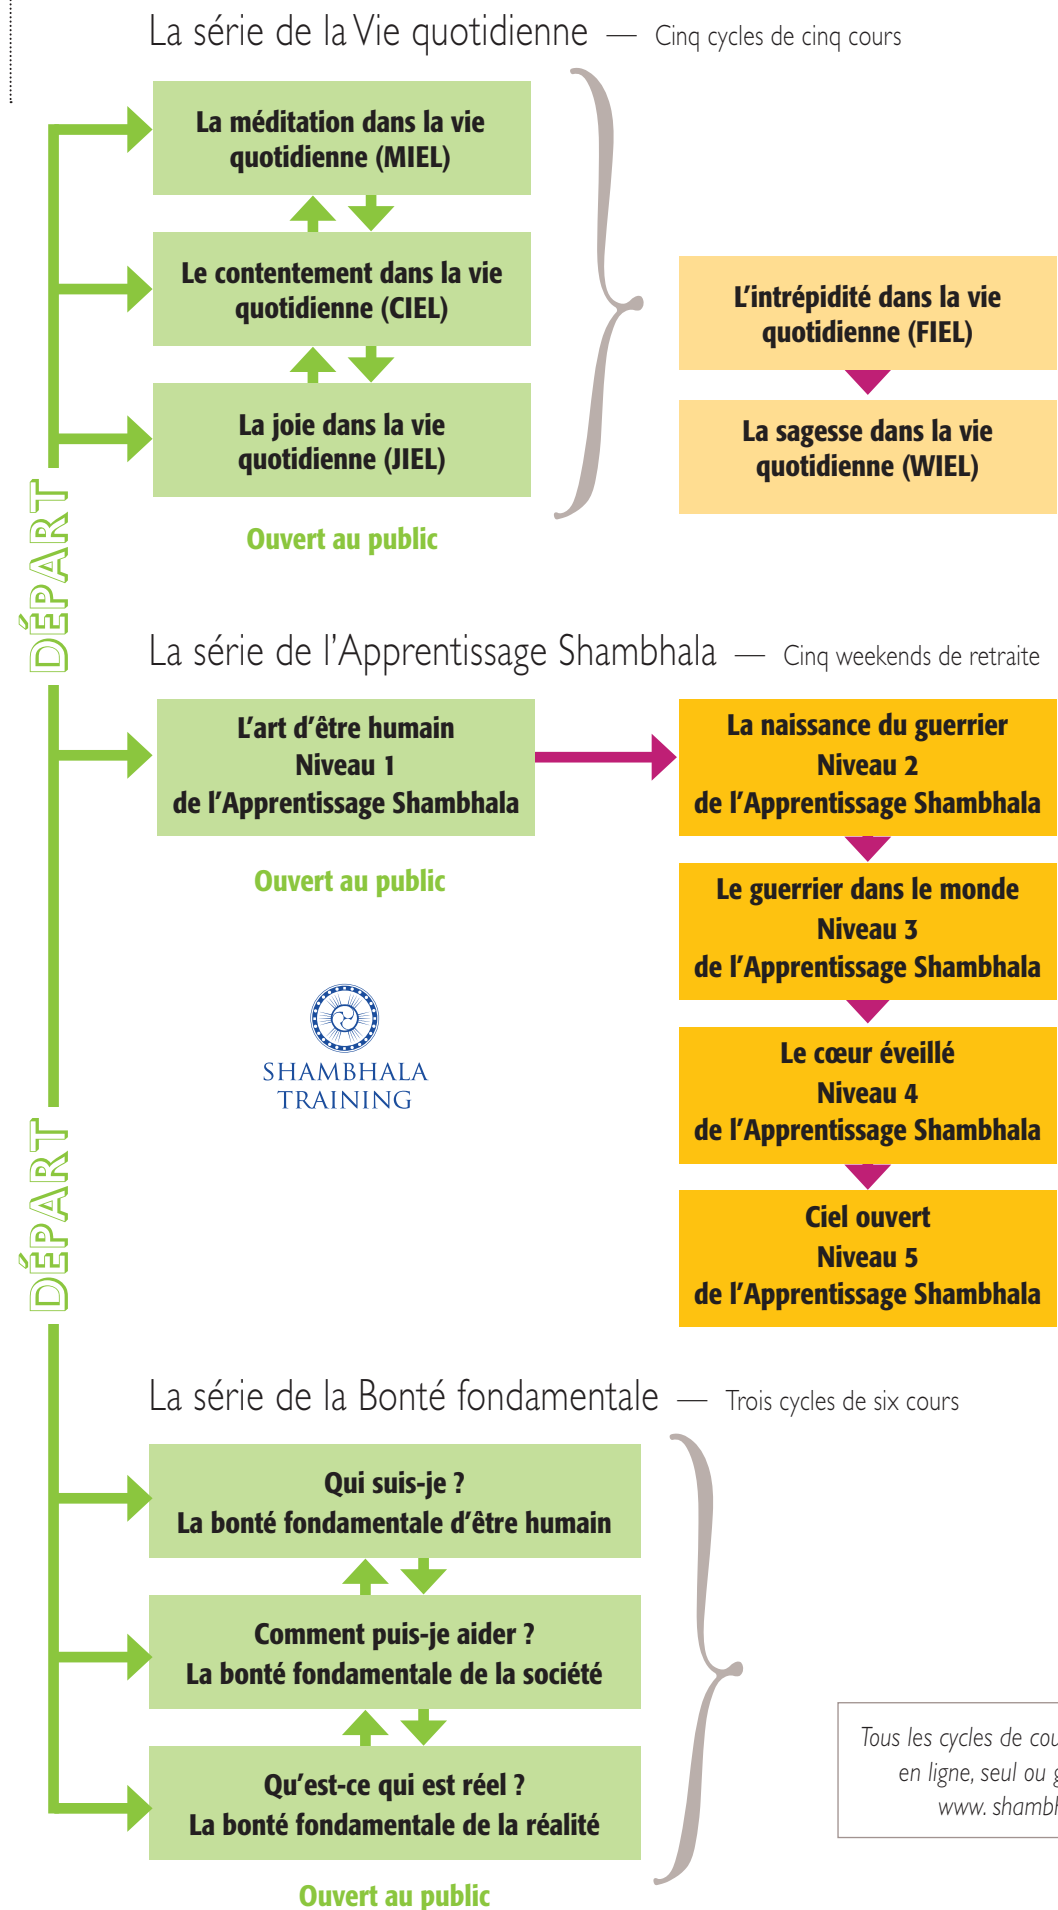 La série de la Vie quotidienne — Cinq cycles de cinq cours
La méditation dans la vie
quotidienne (MIEL)
Le contentement dans la vie
quotidienne (CIEL)
La joie dans la vie
quotidienne (JIEL)
Ouvert au public
L'intrépidité dans la vie
quotidienne (FIEL)
La sagesse dans la vie
quotidienne (WIEL)
DÉPART
La série de l'Apprentissage Shambhala — Cinq weekends de retraite
L'art d'être humain
Niveau 1
de l'Apprentissage Shambhala
Ouvert au public
La naissance du guerrier
Niveau 2
de l'Apprentissage Shambhala
Le guerrier dans le monde
Niveau 3
de l'Apprentissage Shambhala
Le cœur éveillé
Niveau 4
de l'Apprentissage Shambhala
Ciel ouvert
Niveau 5
de l'Apprentissage Shambhala
SHAMBHALA
TRAINING
DÉPART
La série de la Bonté fondamentale — Trois cycles de six cours
Qui suis-je ?
La bonté fondamentale d'être humain
Comment puis-je aider ?
La bonté fondamentale de la société
Qu'est-ce qui est réel ?
La bonté fondamentale de la réalité
Ouvert au public
Tous les cycles de cou
en ligne, seul ou
www. shambh